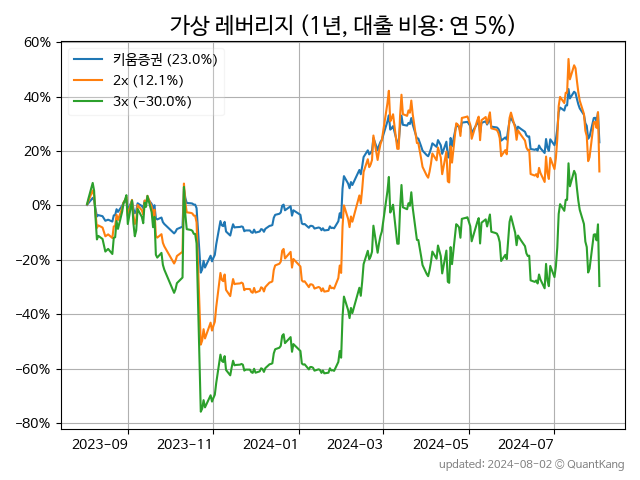 가상 레버리지 (1년, 대출 비용: 연 5%)
60%
40%
20%
0%
−20%
−40%
−60%
−80%
키움증권 (23.0%)
2x (12.1%)
3x (−30.0%)
2023-09
2023-11
2024-01
2024-03
2024-05
2024-07
updated: 2024-08-02 © QuantKang